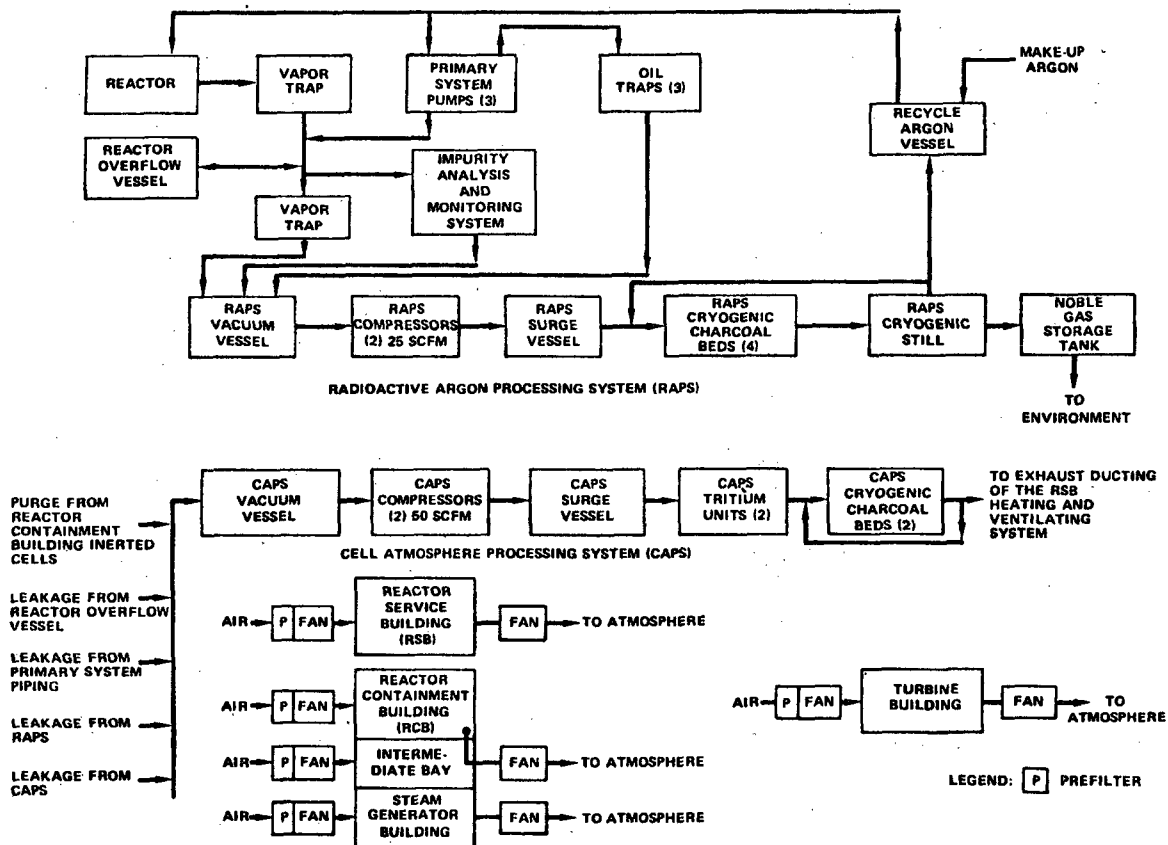 REACTOR
VAPOR
TRAP
PRIMARY
SYSTEM
PUMPS (3)
OIL
TRAPS (3)
MAKE-UP
ARGON
RECYCLE
ARGON
VESSEL
REACTOR
OVERFLOW
VESSEL
IMPURITY
ANALYSIS
AND
MONITORING
SYSTEM
VAPOR
TRAP
RAPS
VACUUM
VESSEL
RAPS
COMPRESSORS
(2) 25 SCFM
RAPS
SURGE
VESSEL
RAPS
CRYOGENIC
CHARCOAL
BEDS (4)
RAPS
CRYOGENIC
STILL
NOBLE
GAS
STORAGE
TANK
TO
ENVIRONMENT
RADIOACTIVE ARGON PROCESSING SYSTEM (RAPS)
PURGE FROM
REACTOR
CONTAINMENT
BUILDING INERTED
CELLS
LEAKAGE FROM
REACTOR OVERFLOW
VESSEL
LEAKAGE FROM
PRIMARY SYSTEM
PIPING
LEAKAGE FROM
RAPS
LEAKAGE FROM
CAPS
CAPS
VACUUM
VESSEL
CAPS
COMPRESSORS
(2) 50 SCFM
CAPS
SURGE
VESSEL
CAPS
TRITIUM
UNITS (2)
CAPS
CRYOGENIC
CHARCOAL
BEDS (2)
TO EXHAUST DUCTING
OF THE RSB
HEATING AND
VENTILATING
SYSTEM
CELL ATMOSPHERE PROCESSING SYSTEM (CAPS)
AIR
P
FAN
REACTOR
SERVICE
BUILDING
(RSB)
FAN
TO ATMOSPHERE
AIR
P
FAN
REACTOR
CONTAINMENT
BUILDING
(RCB)
AIR
P
FAN
INTERME-
DIATE BAY
FAN
TO ATMOSPHERE
AIR
P
FAN
STEAM
GENERATOR
BUILDING
FAN
TO ATMOSPHERE
AIR
P
FAN
TURBINE
BUILDING
FAN
TO
ATMOSPHERE
LEGEND: P PREFILTER